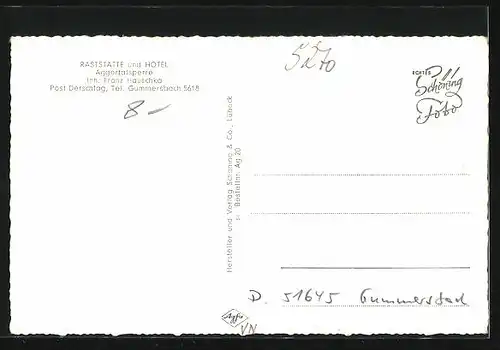 RASTSTÄTTE und HOTEL
Aggertalsperre
Inh. Franz Hauschka
Post Derschlag, Tel. Gummersbach 5618
8-
5270
ECHTES
Schöning
Foto
Hersteller und Verlag Schöning & Co., Lübeck
Bestellnr. Ag 20
D. 51645 Gummersbach
Agfa
VN